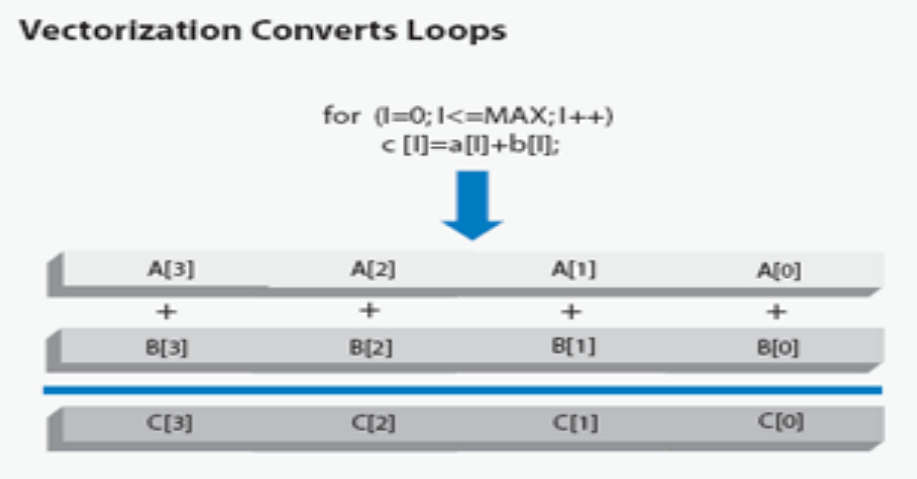 Vectorization Converts Loops
for (I=0; I<=MAX; I++)
c [I]=a[I]+b[I];
A[3] A[2] A[1] A[0]
+ + + +
B[3] B[2] B[1] B[0]
C[3] C[2] C[1] C[0]